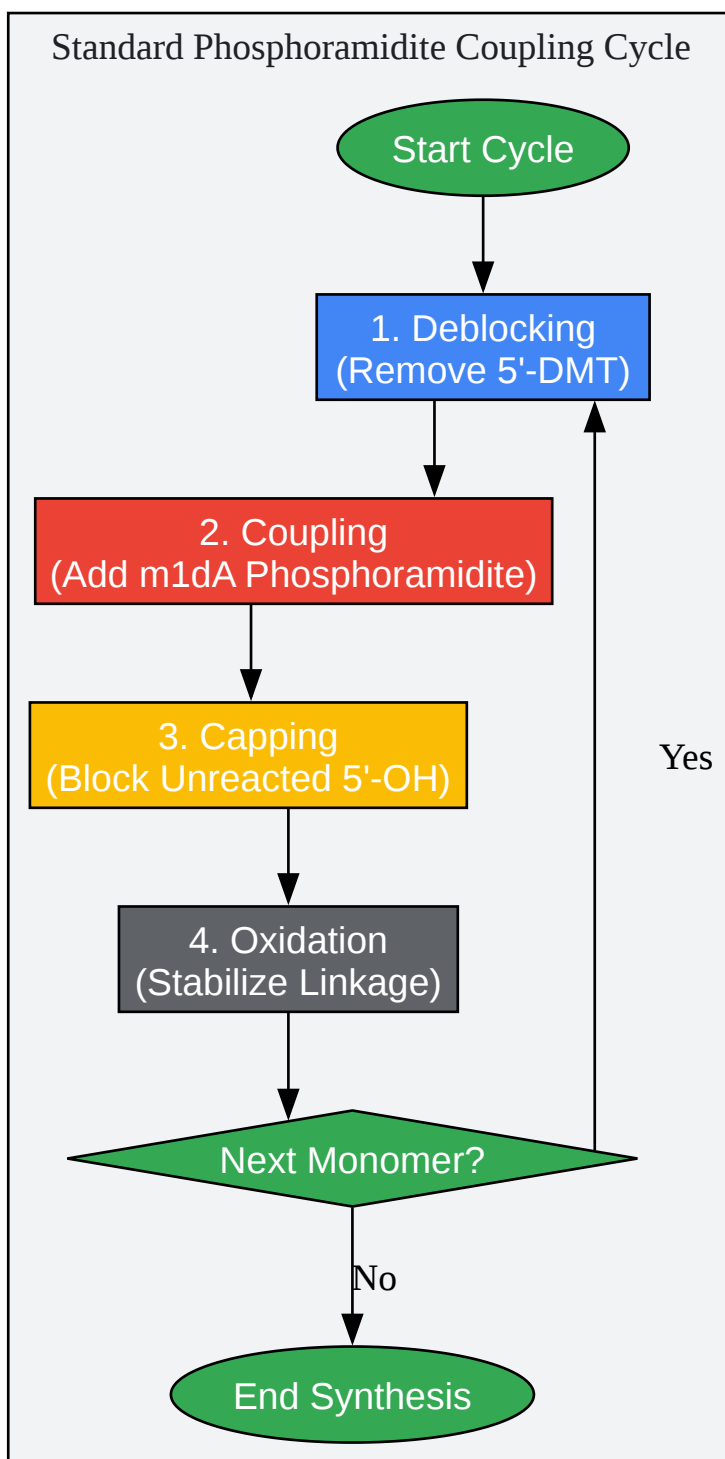 Standard Phosphoramidite Coupling Cycle
Start Cycle
1. Deblocking
(Remove 5'-DMT)
2. Coupling
(Add m1dA Phosphoramidite)
3. Capping
(Block Unreacted 5'-OH)
Yes
4. Oxidation
(Stabilize Linkage)
Next Monomer?
No
End Synthesis